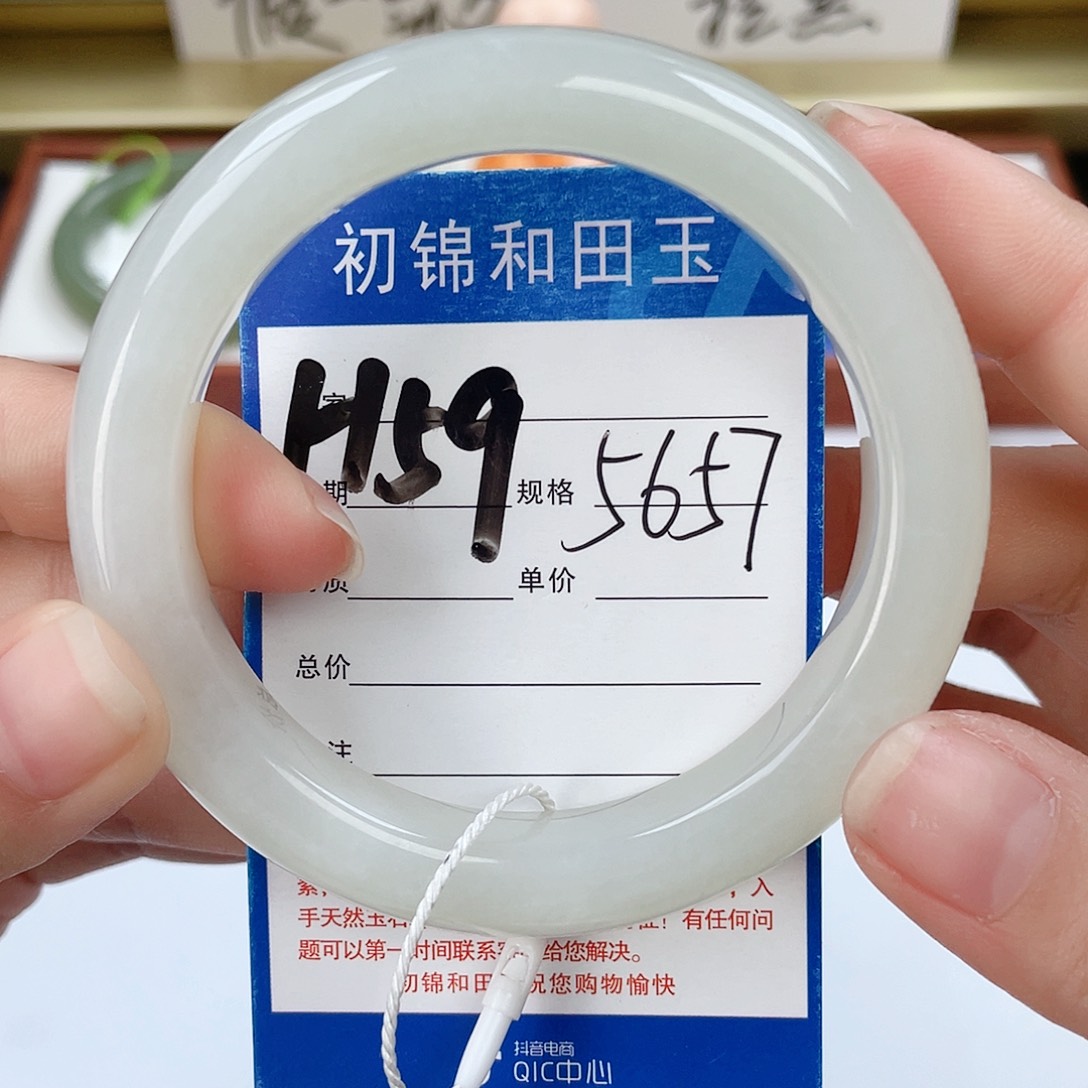 初锦和田玉
H59
规格 5657
单价
总价
注
手天然玉石
，入
有任何问
题可以第一时间联系
给您解决。
初锦和田
祝您购物愉快
抖音电商
QIC中心